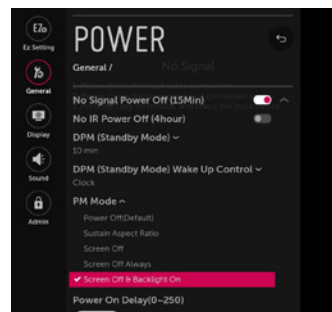 EZo
Ez Setting
POWER
General /
No Signal
General
No Signal Power Off (15Min)
No IR Power Off (4hour)
Display
DPM (Standby Mode)
10 min
DPM (Standby Mode) Wake Up Control
Clock
Sound
PM Mode
Power Off(Default)
Admin
Sustain Aspect Ratio
Screen Off
Screen Off Always
Screen Off & Backlight On
Power On Delay(0~250)